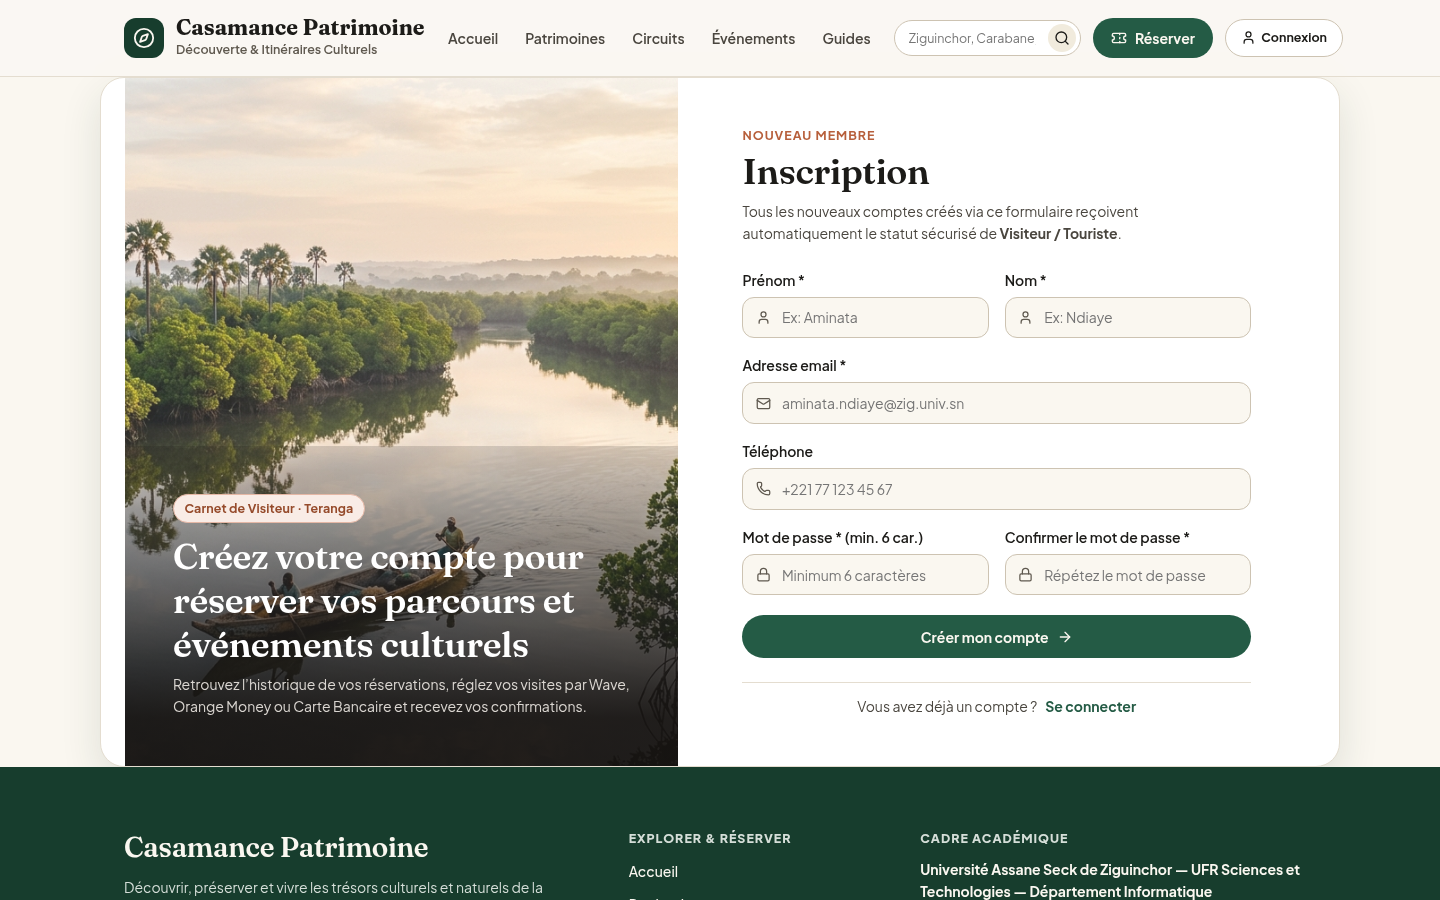 Casamance Patrimoine
Découverte & Itinéraires Culturels
Accueil
Patrimoines
Circuits
Événements
Guides
Ziguinchor, Carabane
Réserver
Connexion
Carnet de Visiteur · Teranga
Créez votre compte pour
réserver vos parcours et
événements culturels
Retrouvez l'historique de vos réservations, réglez vos visites par Wave,
Orange Money ou Carte Bancaire et recevez vos confirmations.
NOUVEAU MEMBRE
Inscription
Tous les nouveaux comptes créés via ce formulaire reçoivent
automatiquement le statut sécurisé de Visiteur / Touriste.
Prénom *
Nom *
Ex: Aminata
Ex: Ndiaye
Adresse email *
aminata.ndiaye@zig.univ.sn
Téléphone
+221 77 123 45 67
Mot de passe * (min. 6 car.)
Confirmer le mot de passe *
Minimum 6 caractères
Répétez le mot de passe
Créer mon compte
Vous avez déjà un compte ? Se connecter
Casamance Patrimoine
Découvrir, préserver et vivre les trésors culturels et naturels de la
EXPLORER & RÉSERVER
Accueil
CADRE ACADÉMIQUE
Université Assane Seck de Ziguinchor — UFR Sciences et
Technologies — Département Informatique